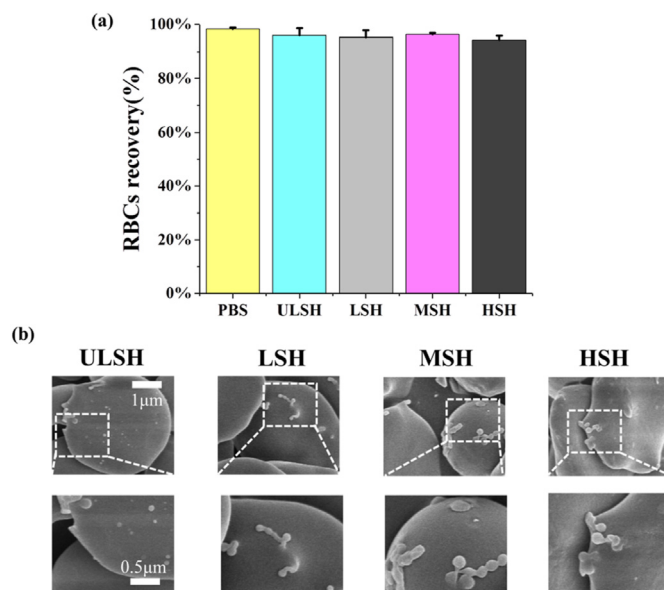 (a)
RBCs recovery(%)
100%
80%
60%
40%
20%
0%
PBS ULSH LSH MSH HSH
(b)
ULSH LSH MSH HSH
1μm
0.5μm